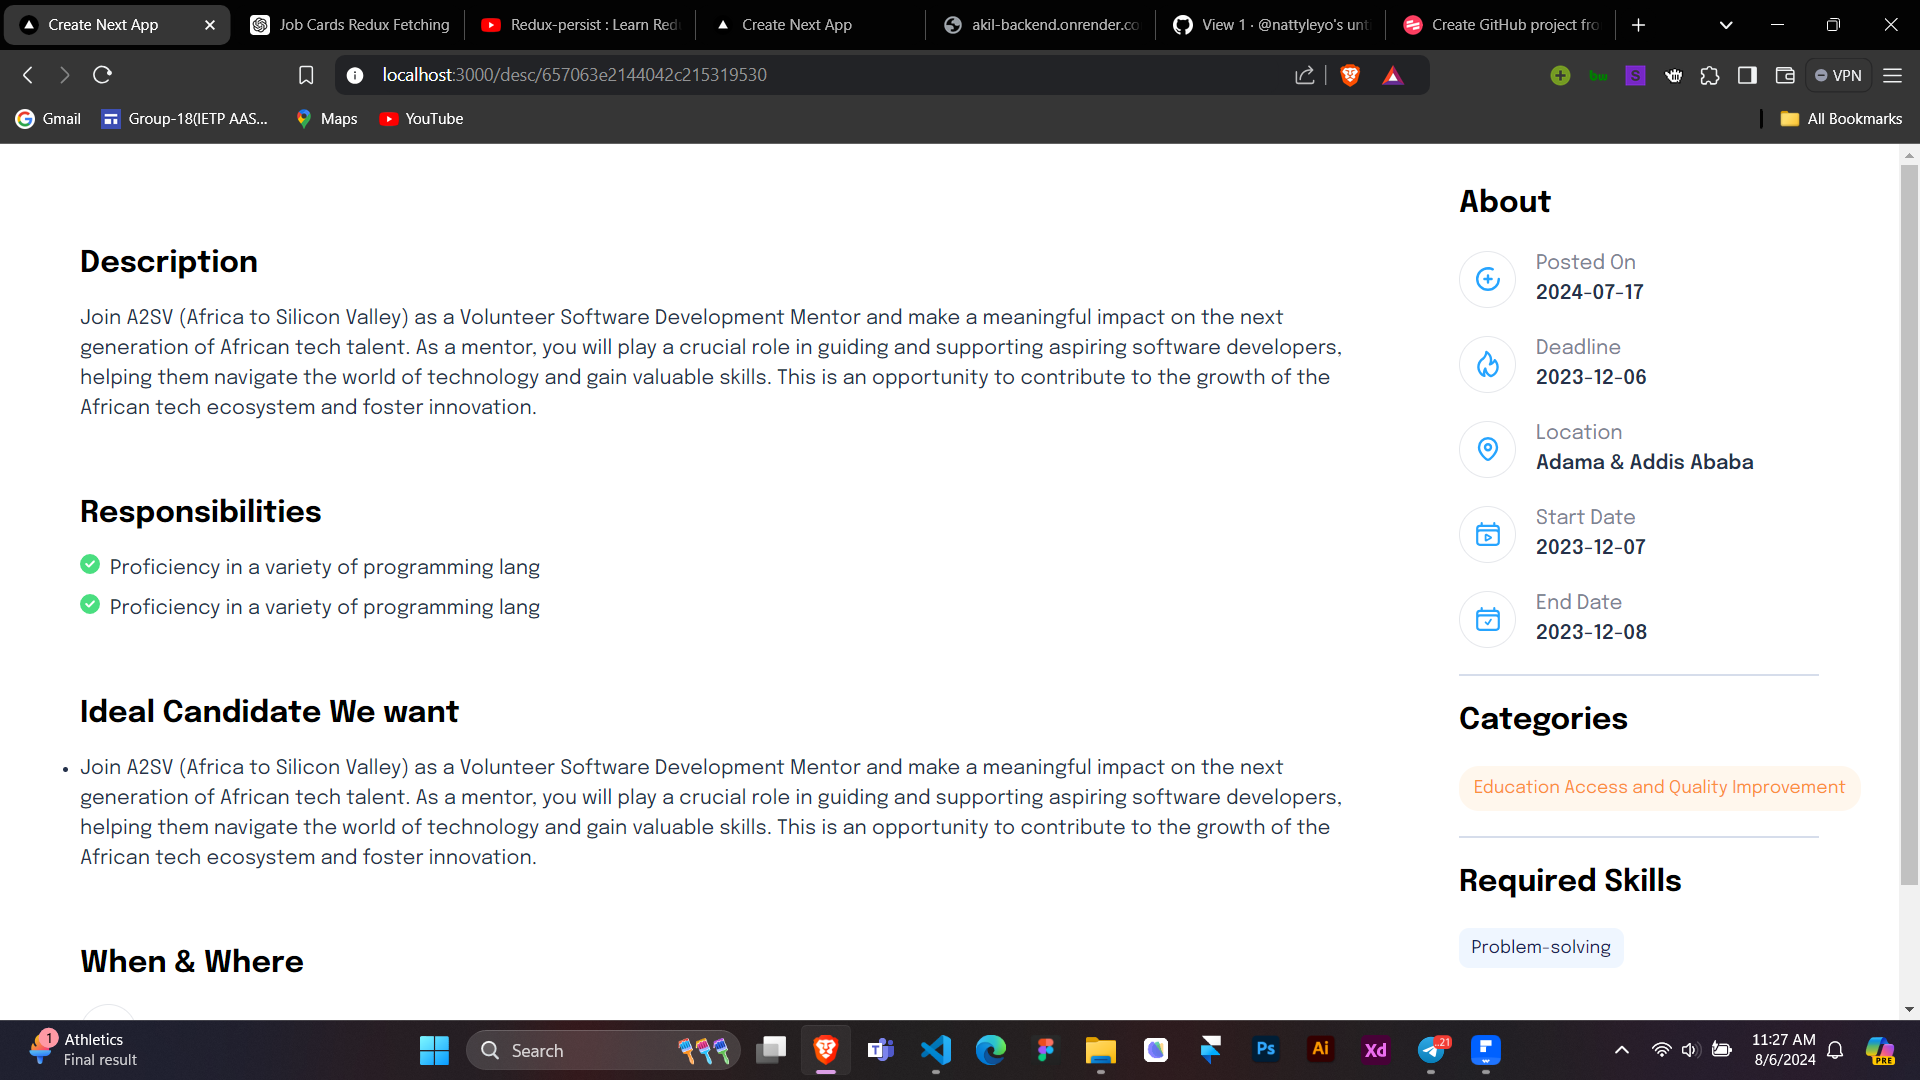 Create Next App
Job Cards Redux Fetching
Redux-persist : Learn Red
Create Next App
akil-backend.onrender.co
View 1 · @nattyleyo's unt
Create GitHub project fro
localhost:3000/desc/657063e2144042c215319530
bw
S
VPN
Gmail
Group-18(IETP AAS...
Maps
YouTube
All Bookmarks
Description
Join A2SV (Africa to Silicon Valley) as a Volunteer Software Development Mentor and make a meaningful impact on the next
generation of African tech talent. As a mentor, you will play a crucial role in guiding and supporting aspiring software developers,
helping them navigate the world of technology and gain valuable skills. This is an opportunity to contribute to the growth of the
African tech ecosystem and foster innovation.
Responsibilities
Proficiency in a variety of programming lang
Proficiency in a variety of programming lang
Ideal Candidate We want
• Join A2SV (Africa to Silicon Valley) as a Volunteer Software Development Mentor and make a meaningful impact on the next
generation of African tech talent. As a mentor, you will play a crucial role in guiding and supporting aspiring software developers,
helping them navigate the world of technology and gain valuable skills. This is an opportunity to contribute to the growth of the
African tech ecosystem and foster innovation.
When & Where
About
Posted On
2024-07-17
Deadline
2023-12-06
Location
Adama & Addis Ababa
Start Date
2023-12-07
End Date
2023-12-08
Categories
Education Access and Quality Improvement
Required Skills
Problem-solving
1
Athletics
Final result
Search
Ps
Ai
Xd
21
11:27 AM
8/6/2024
PRE